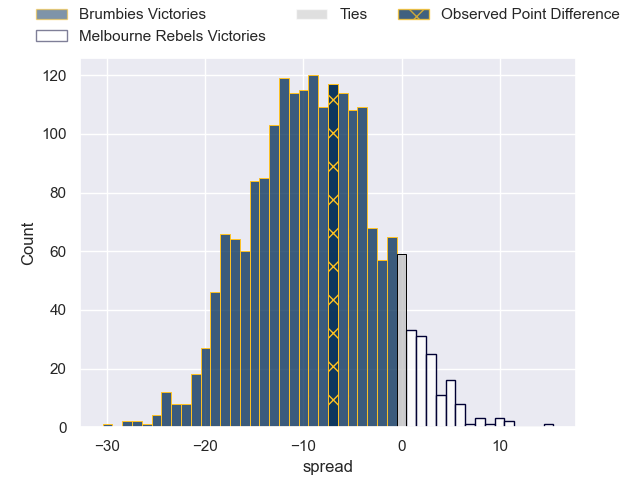 Brumbies Victories
Ties
Observed Point Difference
Melbourne Rebels Victories
120
100
80
60
40
20
0
−30
−20
−10
0
10
Count
spread